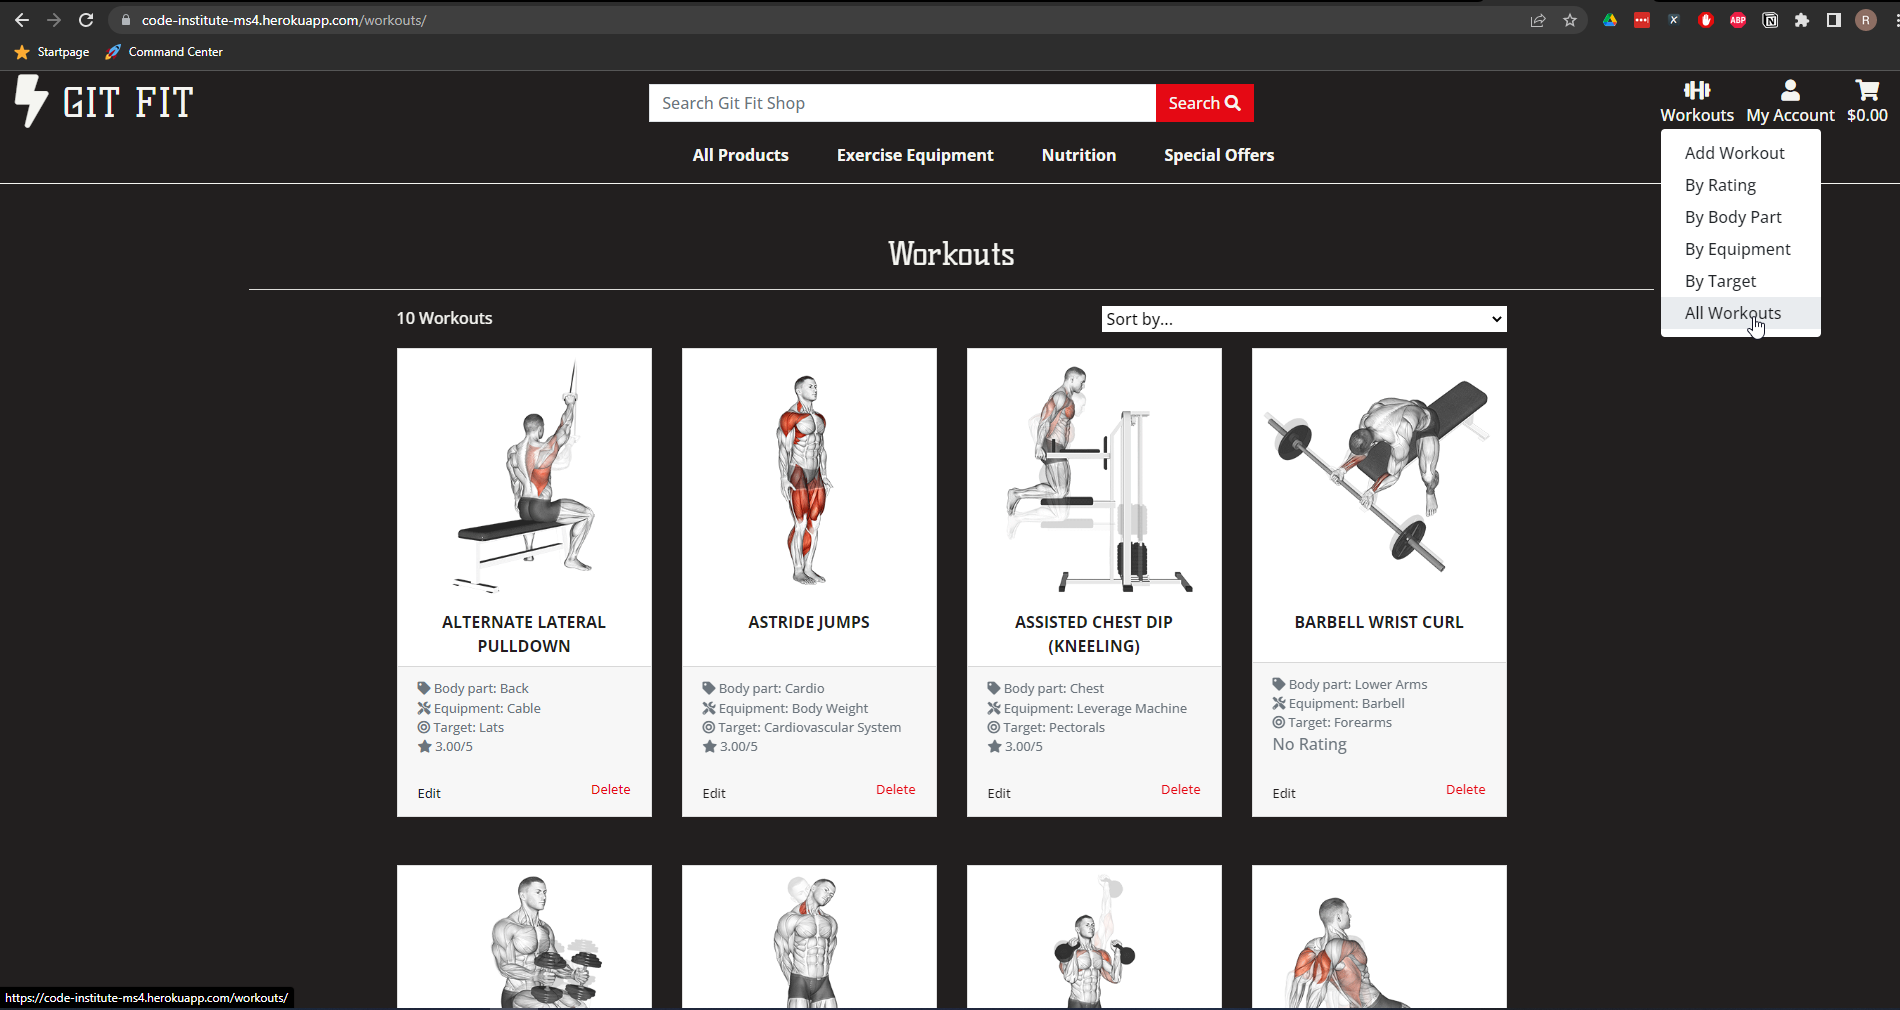 code-institute-ms4.herokuapp.com/workouts/
ABP
R
Startpage
Command Center
GIT FIT
Search Git Fit Shop
Search
Workouts
My Account
$0.00
All Products
Exercise Equipment
Nutrition
Special Offers
Add Workout
By Rating
By Body Part
By Equipment
By Target
All Workouts
Workouts
10 Workouts
Sort by...
ALTERNATE LATERAL
PULLDOWN
Body part: Back
Equipment: Cable
Target: Lats
3.00/5
Edit
Delete
ASTRIDE JUMPS
Body part: Cardio
Equipment: Body Weight
Target: Cardiovascular System
3.00/5
Edit
Delete
ASSISTED CHEST DIP
(KNEELING)
Body part: Chest
Equipment: Leverage Machine
Target: Pectorals
3.00/5
Edit
Delete
BARBELL WRIST CURL
Body part: Lower Arms
Equipment: Barbell
Target: Forearms
No Rating
Edit
Delete
https://code-institute-ms4.herokuapp.com/workouts/